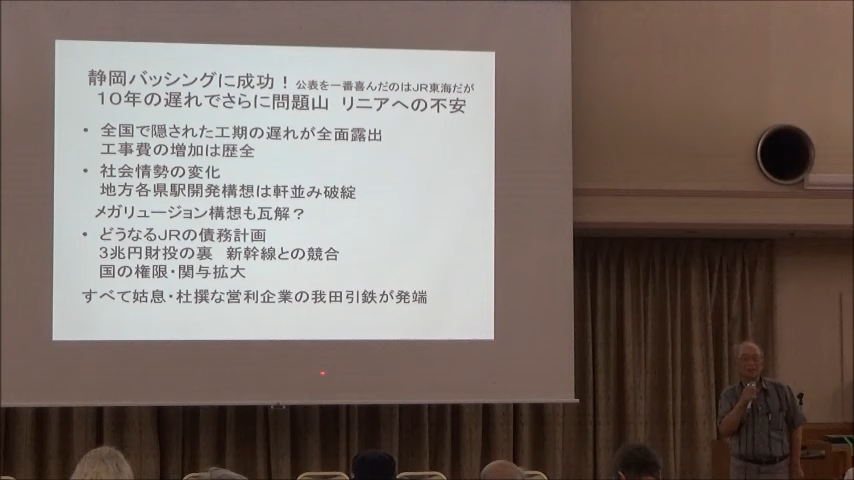 静岡バッシングに成功！ 公表を一番喜んだのはJR東海だが
１０年の遅れでさらに問題山 リニアへの不安
・ 全国で隠された工期の遅れが全面露出
工事費の増加は歴全
・ 社会情勢の変化
地方各県駅開発構想は軒並み破綻
メガリュージョン構想も瓦解？
・ どうなるJRの債務計画
３兆円財投の裏 新幹線との競合
国の権限・関与拡大
すべて姑息・杜撰な営利企業の我田引鉄が発端